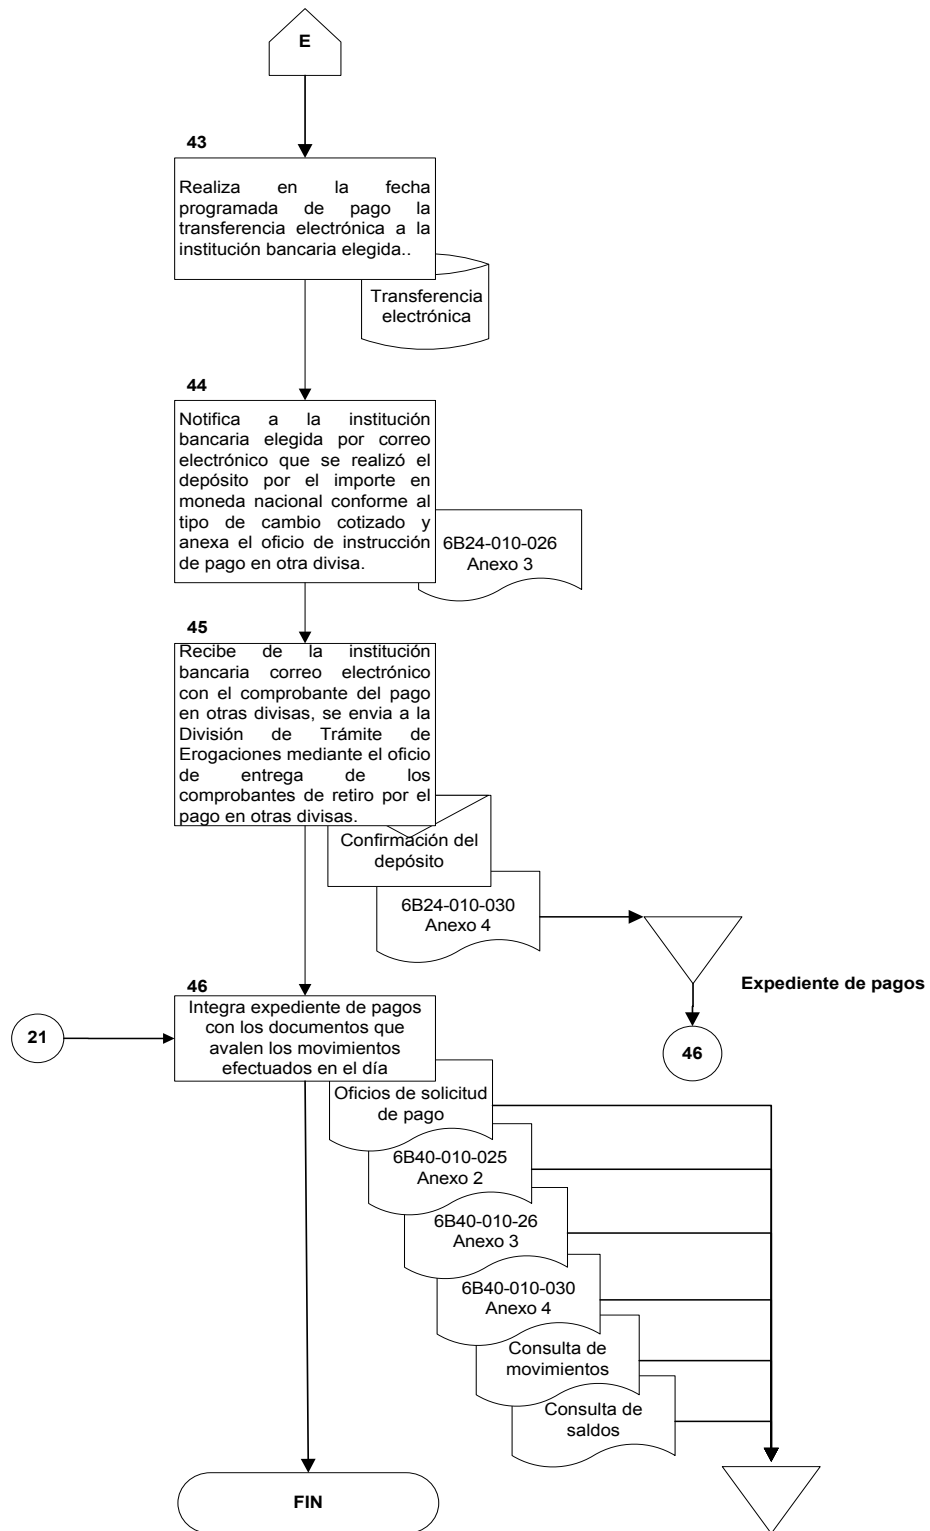 E
43
Realiza en la fecha
programada de pago la
transferencia electrónica a la
institución bancaria elegida..
Transferencia
electrónica
44
Notifica a la institución
bancaria elegida por correo
electrónico que se realizó el
depósito por el importe en
moneda nacional conforme al
tipo de cambio cotizado y
anexa el oficio de instrucción
de pago en otra divisa.
6B24-010-026
Anexo 3
45
Recibe de la institución
bancaria correo electrónico
con el comprobante del pago
en otras divisas, se envia a la
División de Trámite de
Erogaciones mediante el oficio
de entrega de los
comprobantes de retiro por el
pago en otras divisas.
Confirmación del
depósito
6B24-010-030
Anexo 4
Expediente de pagos
46
46
Integra expediente de pagos
con los documentos que
avalen los movimientos
efectuados en el día
21
Oficios de solicitud
de pago
6B40-010-025
Anexo 2
6B40-010-26
Anexo 3
6B40-010-030
Anexo 4
Consulta de
movimientos
Consulta de
saldos
FIN